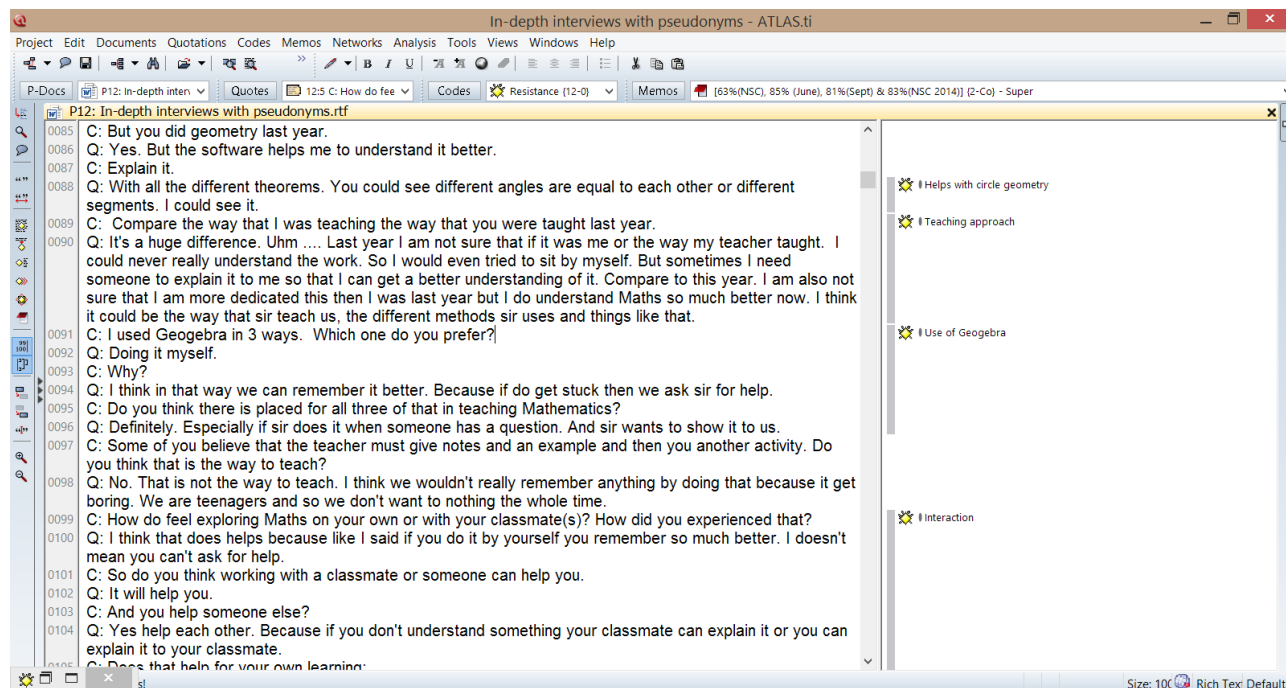 In-depth interviews with pseudonyms - ATLAS.ti
Project Edit Documents Quotations Codes Memos Networks Analysis Tools Views Windows Help
P-Docs P12: In-depth interv Quotes 12:5 C: How do fee Codes Resistance {12-0} Memos [63%(NSC), 85% (June), 81%(Sept) & 83%(NSC 2014)] {2-Co} - Super
P12: In-depth interviews with pseudonyms.rtf
0085 C: But you did geometry last year.
0086 Q: Yes. But the software helps me to understand it better.
0087 C: Explain it.
0088 Q: With all the different theorems. You could see different angles are equal to each other or different
segments. I could see it.
Helps with circle geometry
0089 C: Compare the way that I was teaching the way that you were taught last year.
Teaching approach
0090 Q: It's a huge difference. Uhm .... Last year I am not sure that if it was me or the way my teacher taught. I
could never really understand the work. So I would even tried to sit by myself. But sometimes I need
someone to explain it to me so that I can get a better understanding of it. Compare to this year. I am also not
sure that I am more dedicated this then I was last year but I do understand Maths so much better now. I think
it could be the way that sir teach us, the different methods sir uses and things like that.
0091 C: I used Geogebra in 3 ways. Which one do you prefer?
Use of Geogebra
0092 Q: Doing it myself.
0093 C: Why?
0094 Q: I think in that way we can remember it better. Because if do get stuck then we ask sir for help.
0095 C: Do you think there is placed for all three of that in teaching Mathematics?
0096 Q: Definitely. Especially if sir does it when someone has a question. And sir wants to show it to us.
0097 C: Some of you believe that the teacher must give notes and an example and then you another activity. Do
you think that is the way to teach?
0098 Q: No. That is not the way to teach. I think we wouldn't really remember anything by doing that because it get
boring. We are teenagers and so we don't want to nothing the whole time.
0099 C: How do feel exploring Maths on your own or with your classmate(s)? How did you experienced that?
Interaction
0100 Q: I think that does helps because like I said if you do it by yourself you remember so much better. I doesn't
mean you can't ask for help.
0101 C: So do you think working with a classmate or someone can help you.
0102 Q: It will help you.
0103 C: And you help someone else?
0104 Q: Yes help each other. Because if you don't understand something your classmate can explain it or you can
explain it to your classmate.
0105 C: Does that help for your own learning:
s!
Size: 100 Rich Tex Default